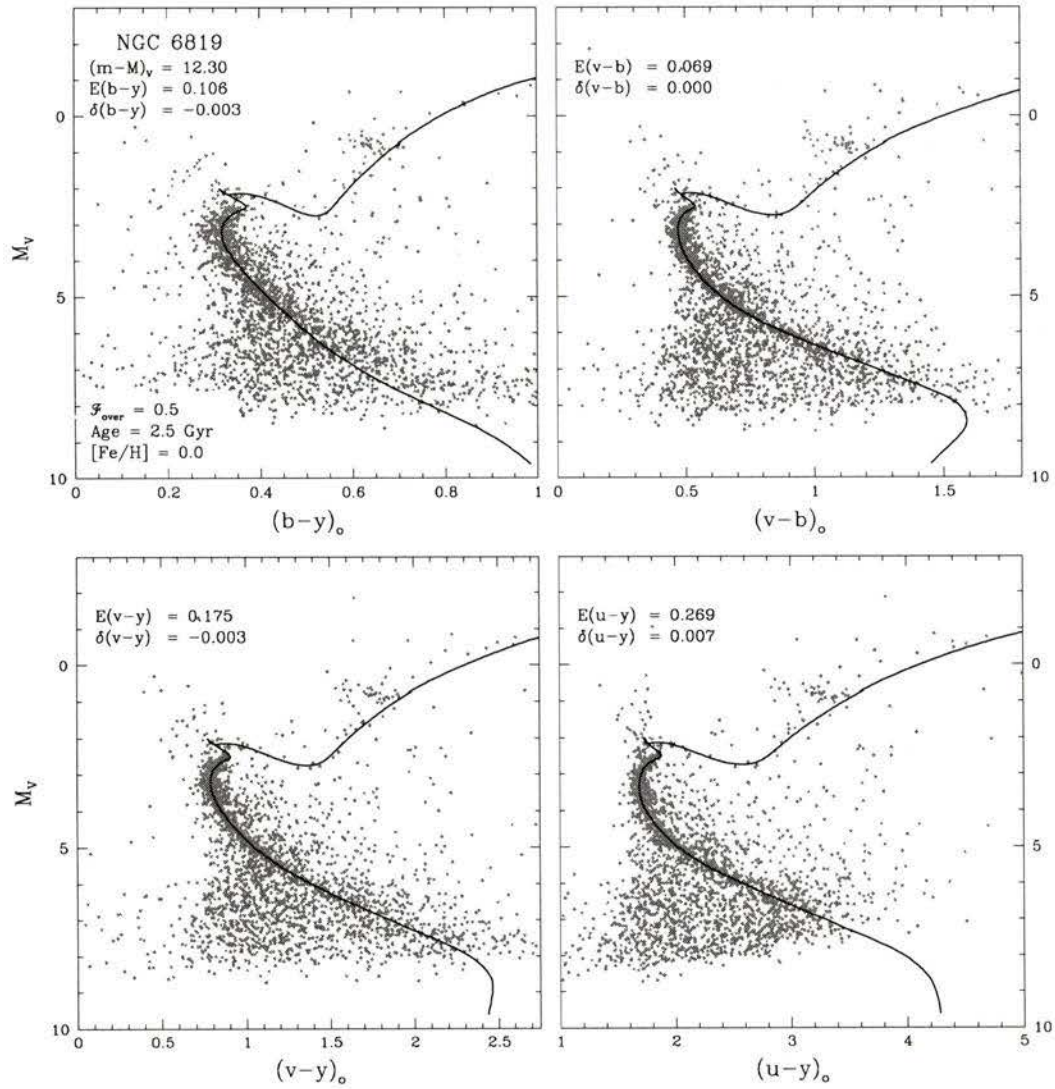 NGC 6819
(m-M)ᵥ = 12.30
E(b-y) = 0.106
δ(b-y) = -0.003
E(v-b) = 0.069
δ(v-b) = 0.000
M_v
0
5
10
0
5
10
ℱ_over = 0.5
Age = 2.5 Gyr
[Fe/H] = 0.0
0 0.2 0.4 0.6 0.8 1
(b-y)ₒ
0 0.5 1 1.5
(v-b)ₒ
E(v-y) = 0.175
δ(v-y) = -0.003
E(u-y) = 0.269
δ(u-y) = 0.007
M_v
0
5
10
0
5
10
0 0.5 1 1.5 2 2.5
(v-y)ₒ
1 2 3 4 5
(u-y)ₒ